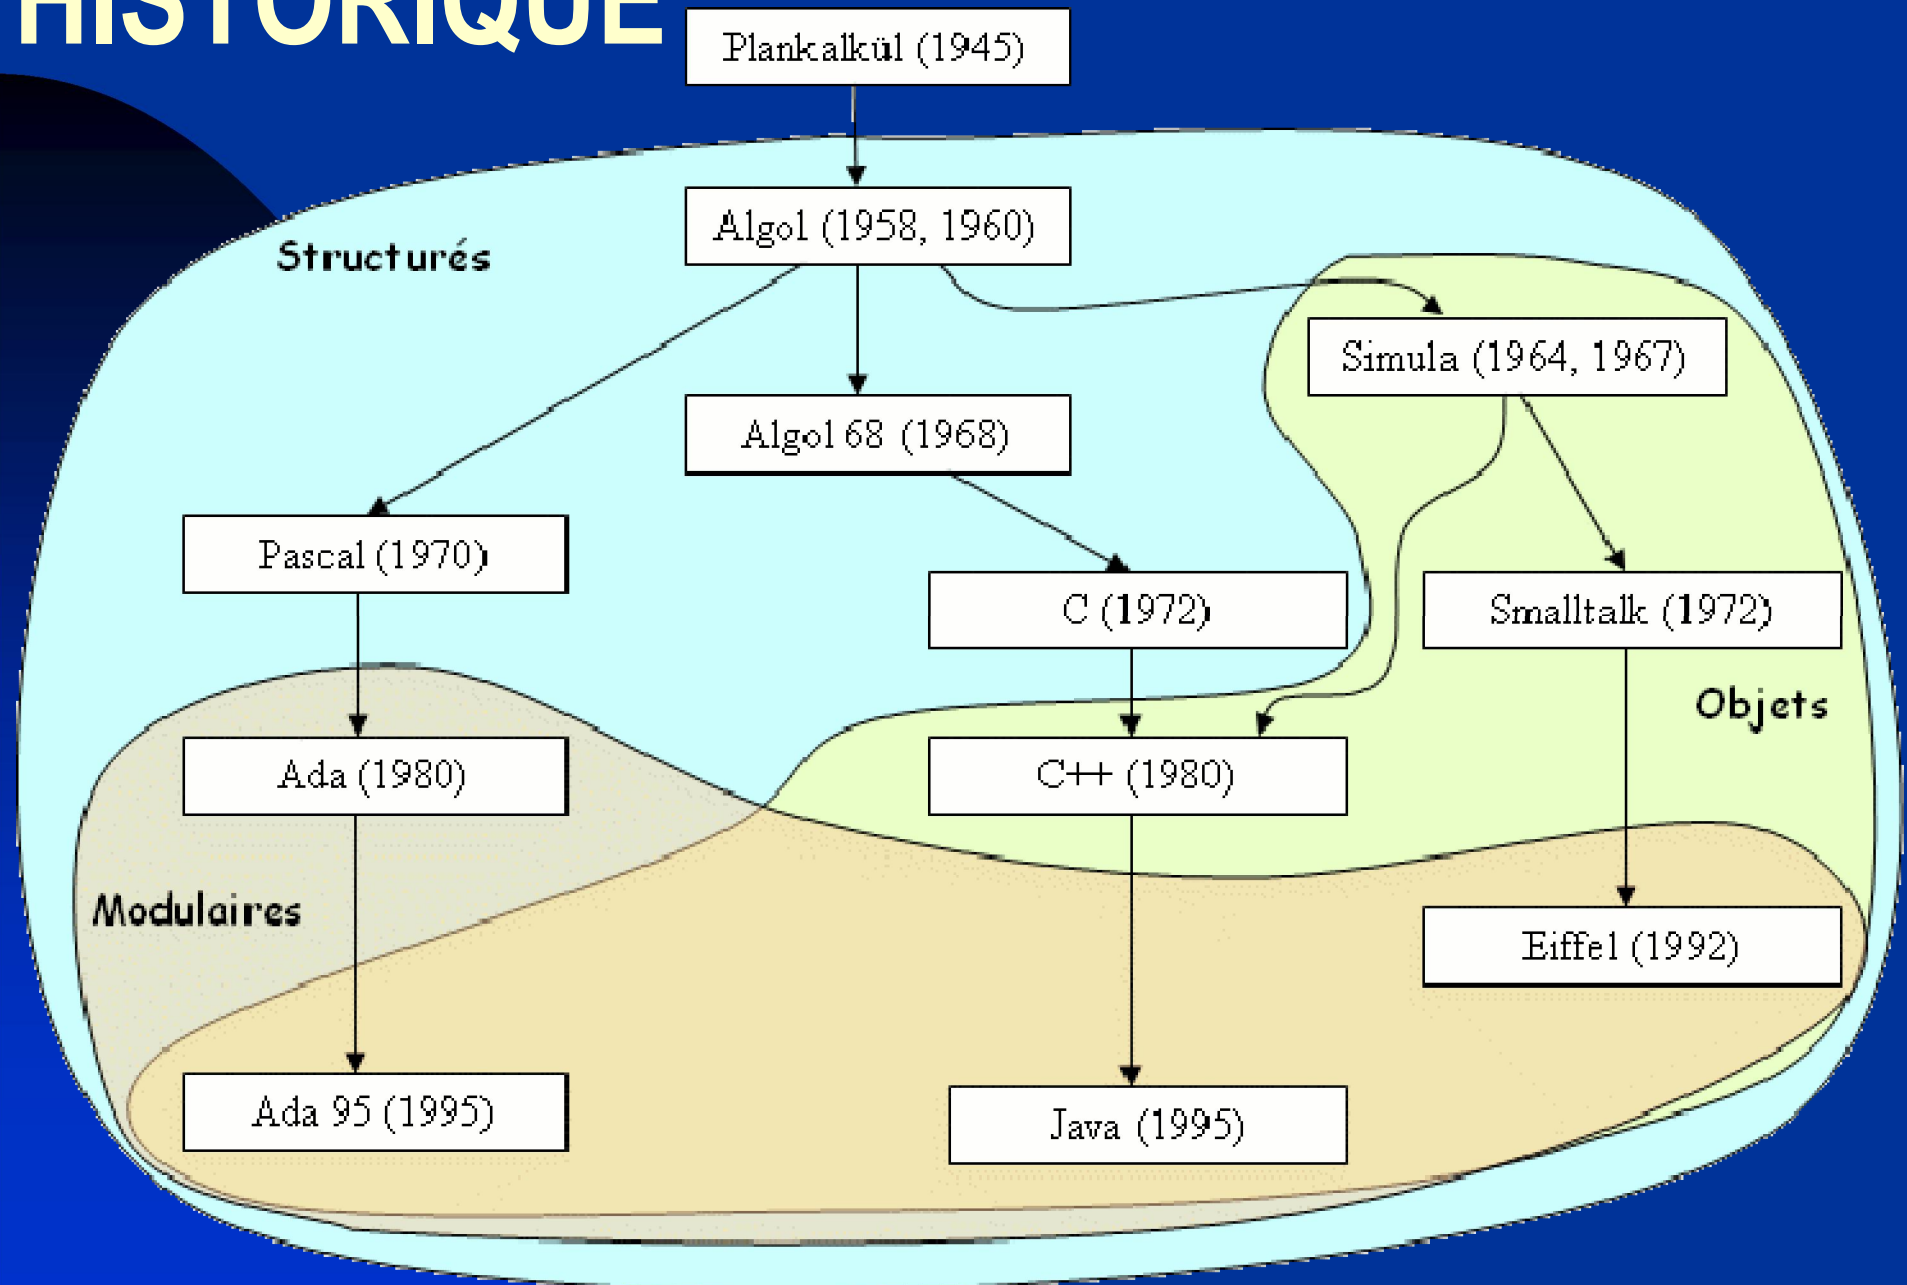 HISTORIQUE
Plankalkül (1945)
Algol (1958, 1960)
Structurés
Simula (1964, 1967)
Algol 68 (1968)
Pascal (1970)
C (1972)
Smalltalk (1972)
Objets
Ada (1980)
C++ (1980)
Modulaires
Eiffel (1992)
Ada 95 (1995)
Java (1995)